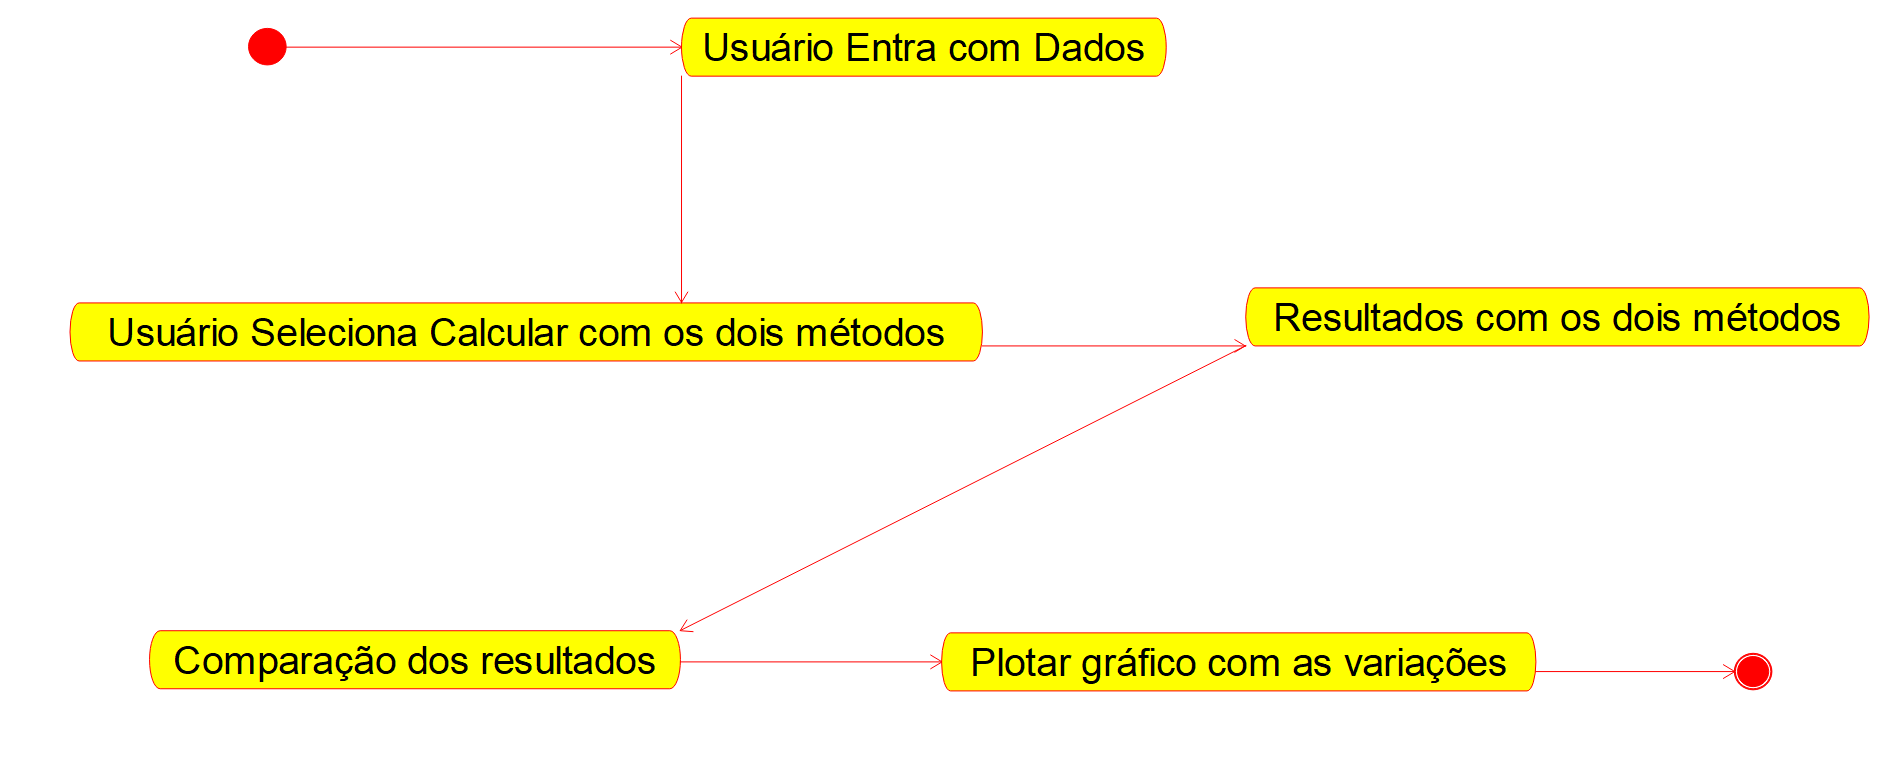 Usuário Entra com Dados
Usuário Seleciona Calcular com os dois métodos
Resultados com os dois métodos
Comparação dos resultados
Plotar gráfico com as variações